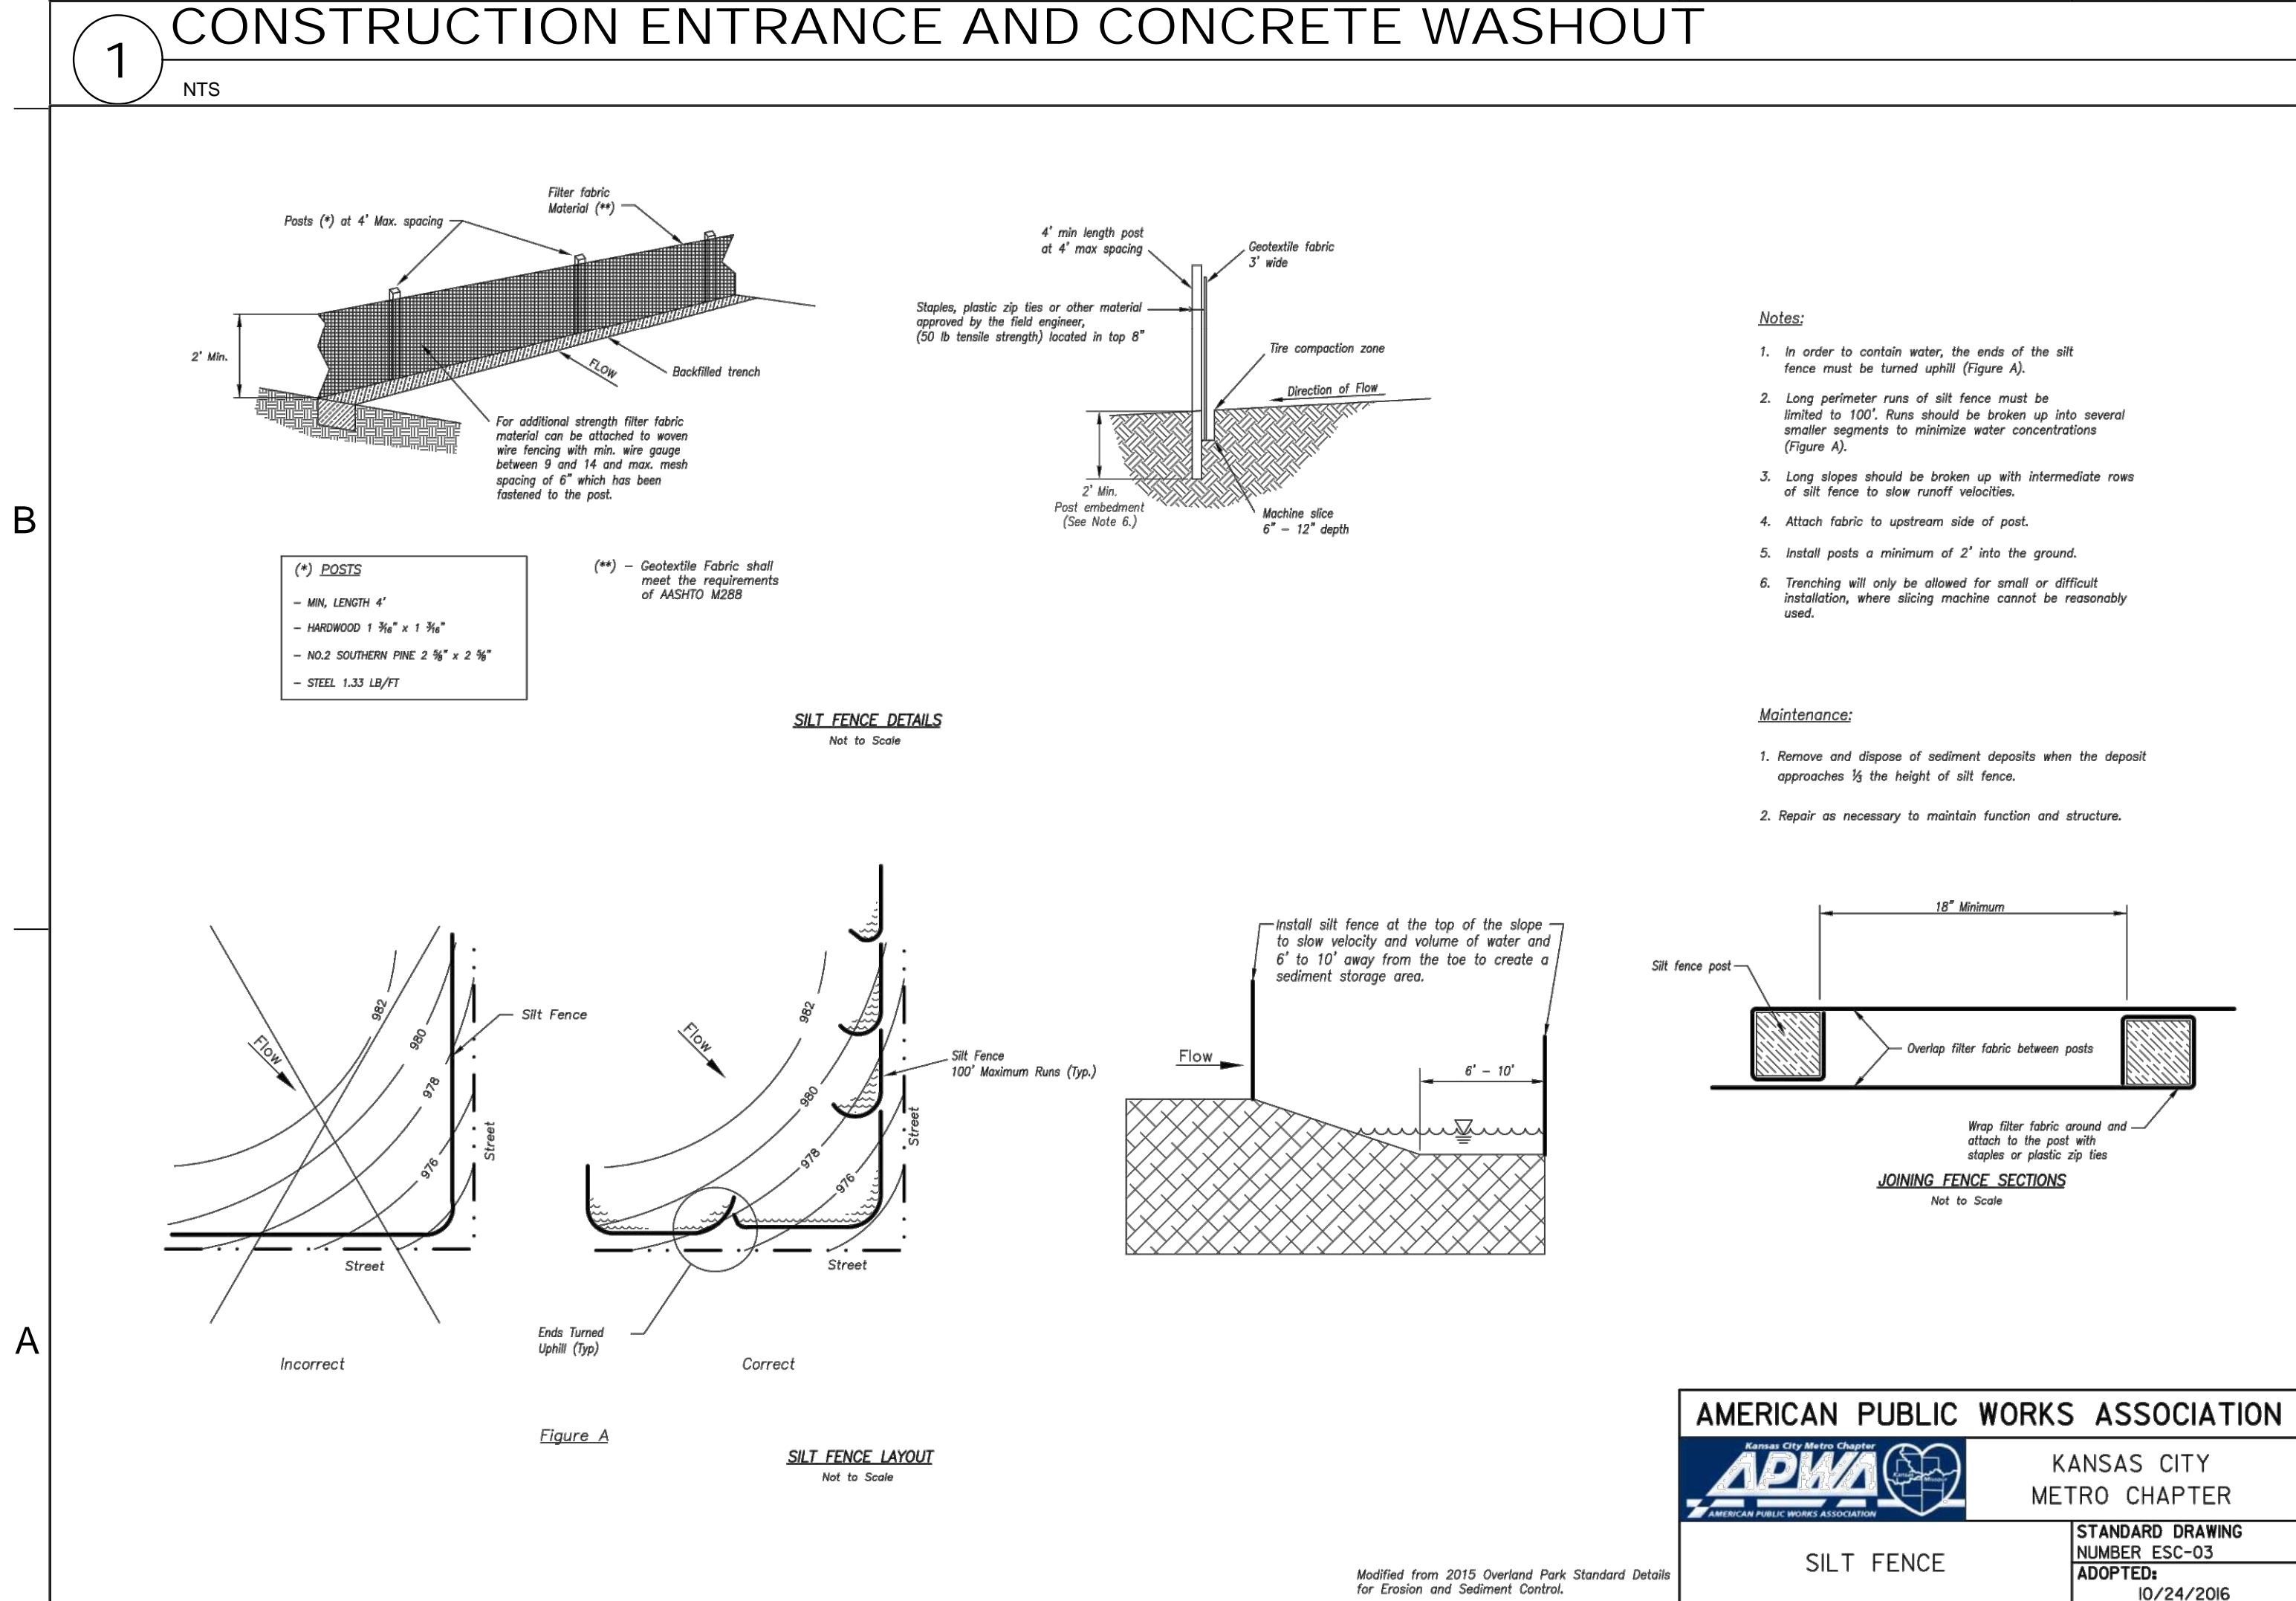 CONSTRUCTION ENTRANCE AND CONCRETE WASHOUT
1
NTS
B
A
Filter fabric
Material (**)
Posts (*) at 4' Max. spacing
2' Min.
FLOW
Backfilled trench
For additional strength filter fabric
material can be attached to woven
wire fencing with min. wire gauge
between 9 and 14 and max. mesh
spacing of 6" which has been
fastened to the post.
4' min length post
at 4' max spacing
Geotextile fabric
3' wide
Staples, plastic zip ties or other material
approved by the field engineer,
(50 lb tensile strength) located in top 8"
Tire compaction zone
Direction of Flow
2' Min.
Post embedment
(See Note 6.)
Machine slice
6" - 12" depth
(*) POSTS
- MIN, LENGTH 4'
- HARDWOOD 1 3/16" x 1 3/16"
- NO.2 SOUTHERN PINE 2 5/8" x 2 5/8"
- STEEL 1.33 LB/FT
(**) - Geotextile Fabric shall
meet the requirements
of AASHTO M288
SILT FENCE DETAILS
Not to Scale
Notes:
1. In order to contain water, the ends of the silt
fence must be turned uphill (Figure A).
2. Long perimeter runs of silt fence must be
limited to 100'. Runs should be broken up into several
smaller segments to minimize water concentrations
(Figure A).
3. Long slopes should be broken up with intermediate rows
of silt fence to slow runoff velocities.
4. Attach fabric to upstream side of post.
5. Install posts a minimum of 2' into the ground.
6. Trenching will only be allowed for small or difficult
installation, where slicing machine cannot be reasonably
used.
Maintenance:
1. Remove and dispose of sediment deposits when the deposit
approaches 1/3 the height of silt fence.
2. Repair as necessary to maintain function and structure.
982
980
978
976
Flow
Silt Fence
Street
Street
Incorrect
982
980
978
976
Flow
Silt Fence
100' Maximum Runs (Typ.)
Street
Street
Ends Turned
Uphill (Typ)
Correct
Figure A
SILT FENCE LAYOUT
Not to Scale
Install silt fence at the top of the slope
to slow velocity and volume of water and
6' to 10' away from the toe to create a
sediment storage area.
Flow
6' - 10'
18" Minimum
Silt fence post
Overlap filter fabric between posts
Wrap filter fabric around and
attach to the post with
staples or plastic zip ties
JOINING FENCE SECTIONS
Not to Scale
Modified from 2015 Overland Park Standard Details
for Erosion and Sediment Control.
AMERICAN PUBLIC WORKS ASSOCIATION
Kansas City Metro Chapter
APWA
Kansas
Missouri
AMERICAN PUBLIC WORKS ASSOCIATION
KANSAS CITY
METRO CHAPTER
SILT FENCE
STANDARD DRAWING
NUMBER ESC-03
ADOPTED:
10/24/2016